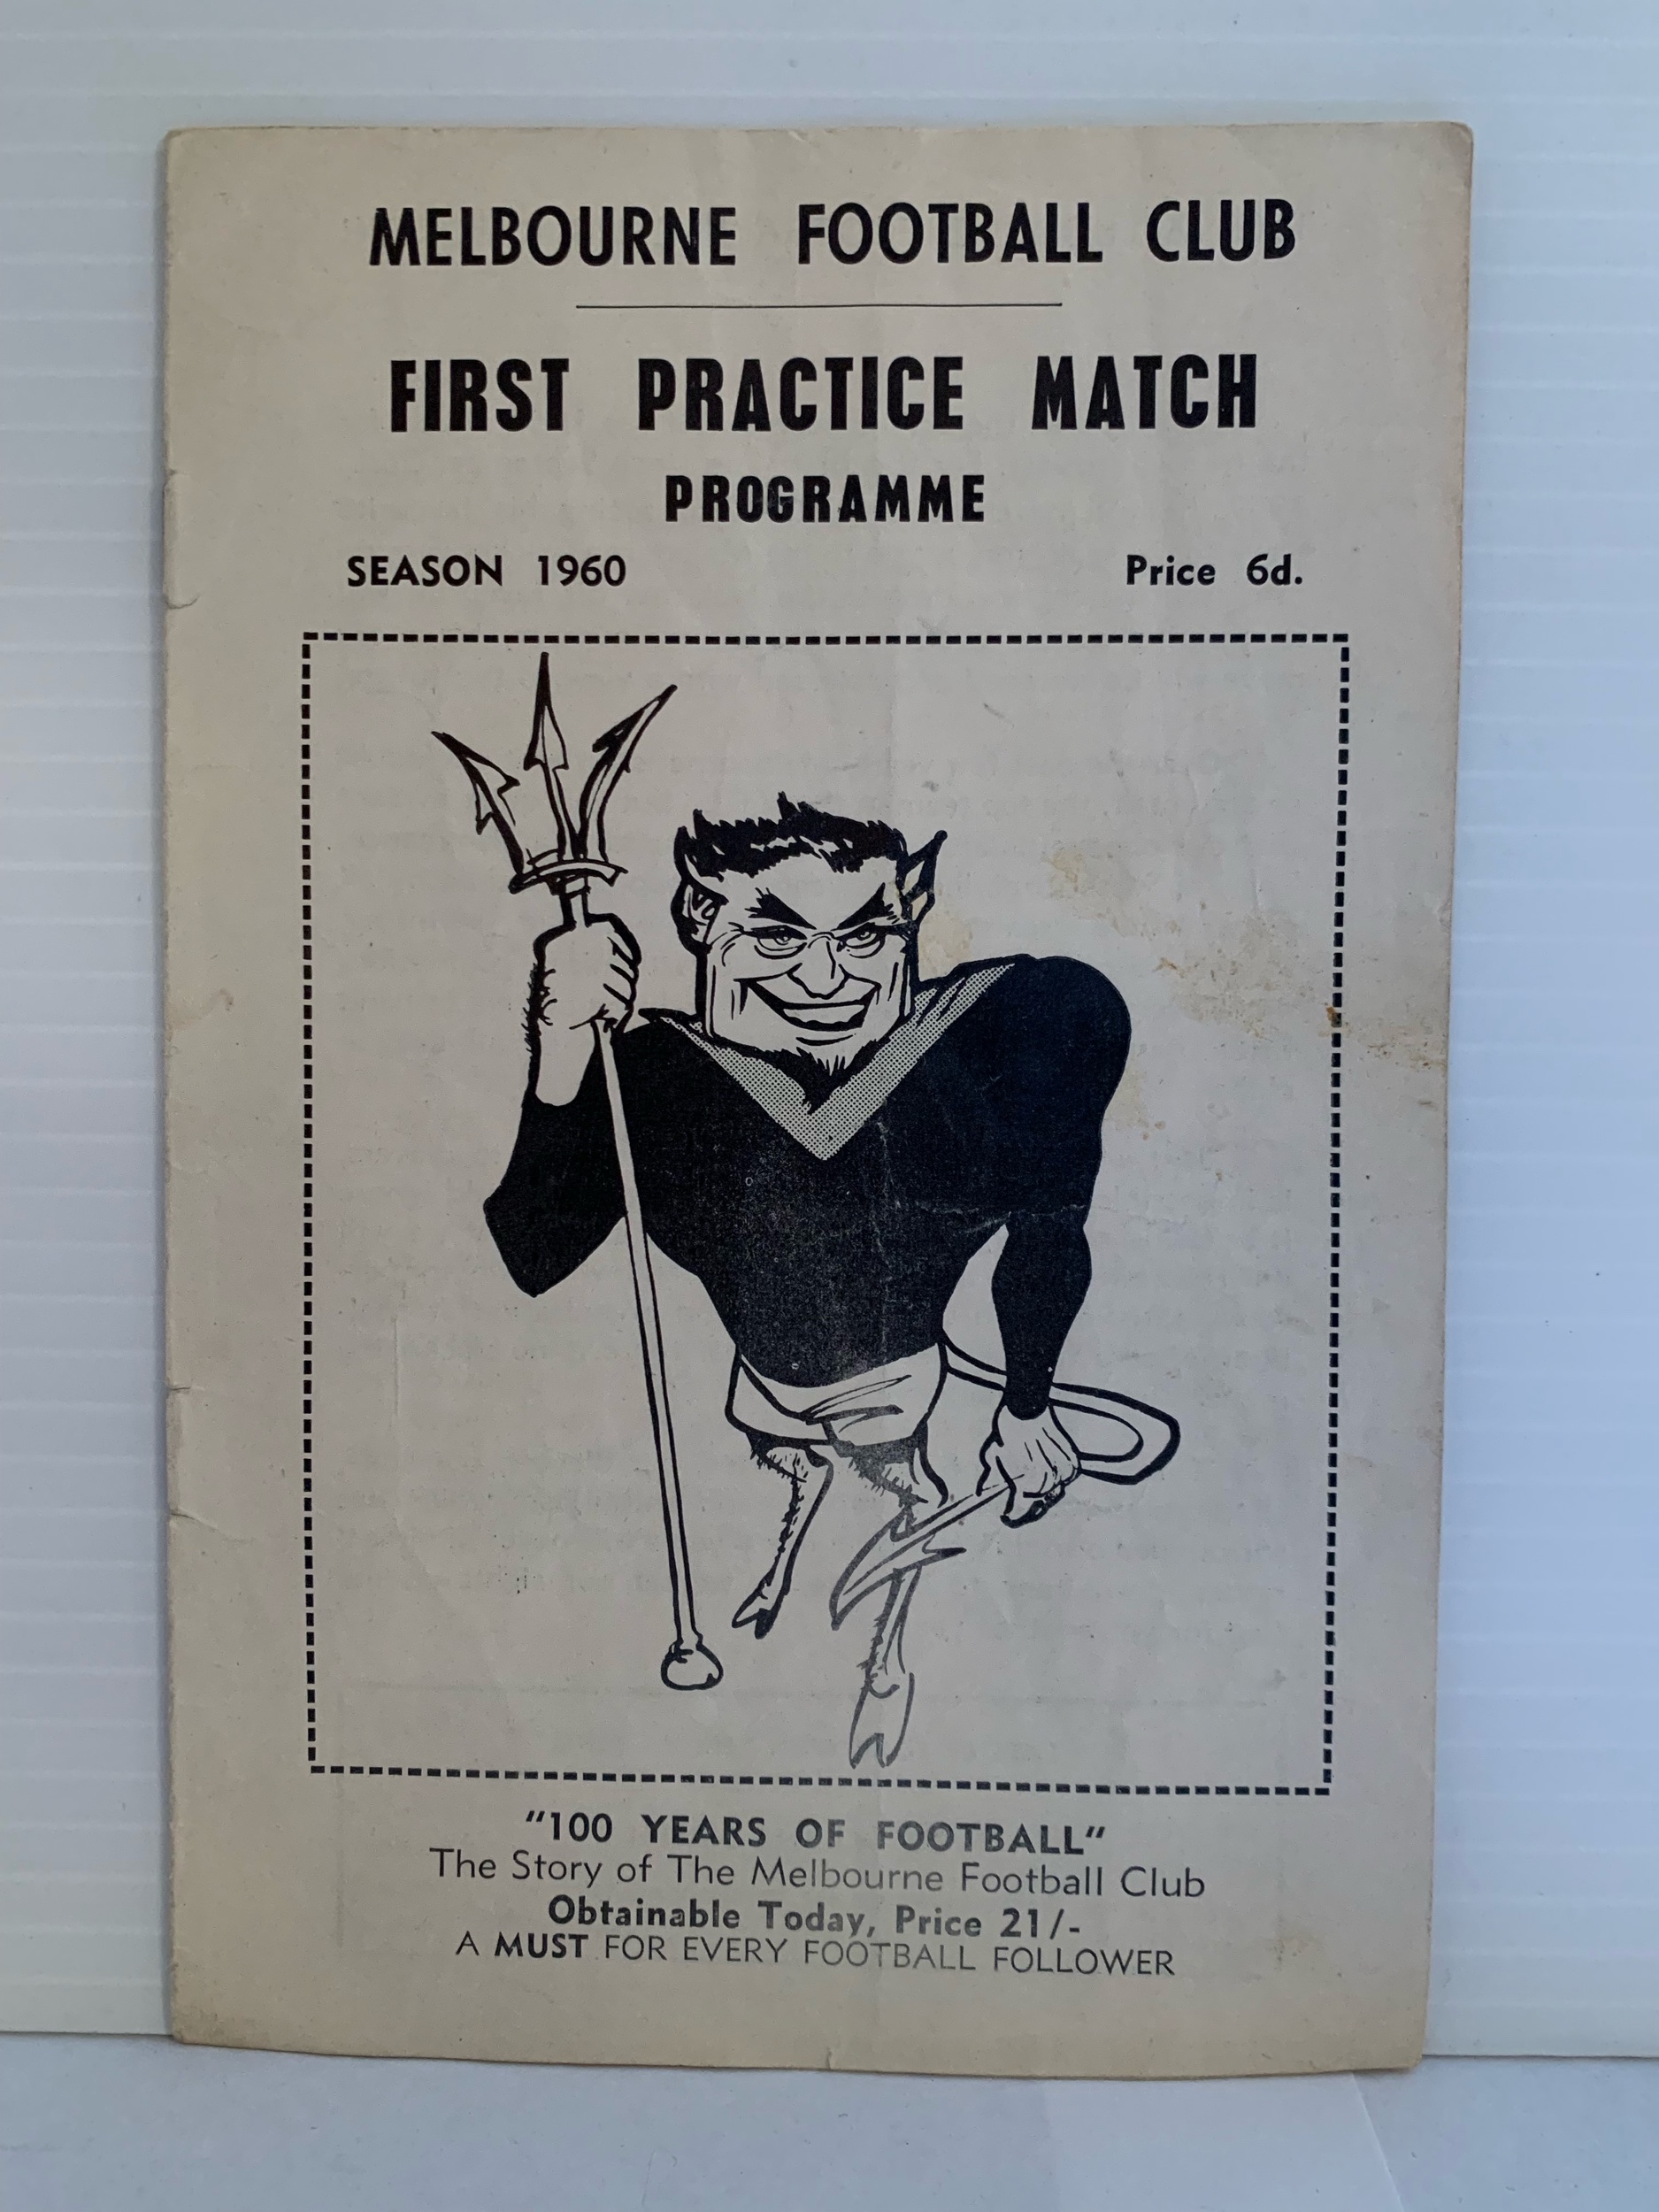 MELBOURNE FOOTBALL CLUB
FIRST PRACTICE MATCH
PROGRAMME
SEASON 1960 Price 6d.
"100 YEARS OF FOOTBALL"
The Story of The Melbourne Football Club
Obtainable Today, Price 21/-
A MUST FOR EVERY FOOTBALL FOLLOWER